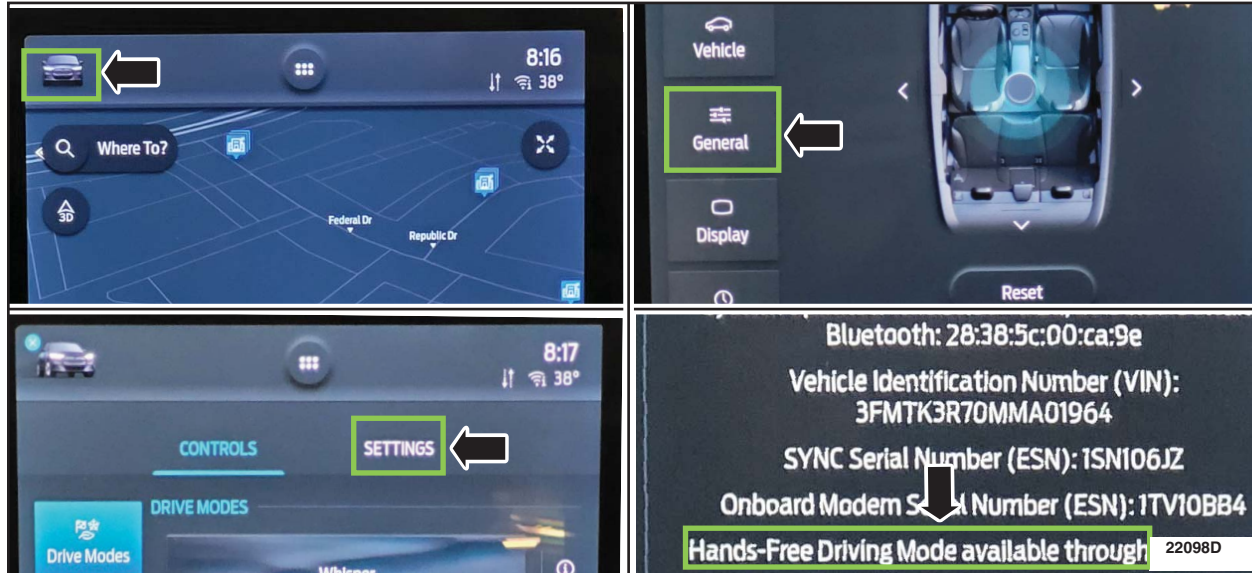 8:16
38°
Where To?
3D
Federal Dr
Republic Dr
Vehicle
General
Display
Reset
8:17
38°
CONTROLS
SETTINGS
DRIVE MODES
Drive Modes
Whisper
Bluetooth: 28:38:5c:00:ca:9e
Vehicle Identification Number (VIN):
3FMTK3R70MMA01964
SYNC Serial Number (ESN): 1SN106JZ
Onboard Modem Number (ESN): 1TV10BB4
Hands-Free Driving Mode available through
22098D